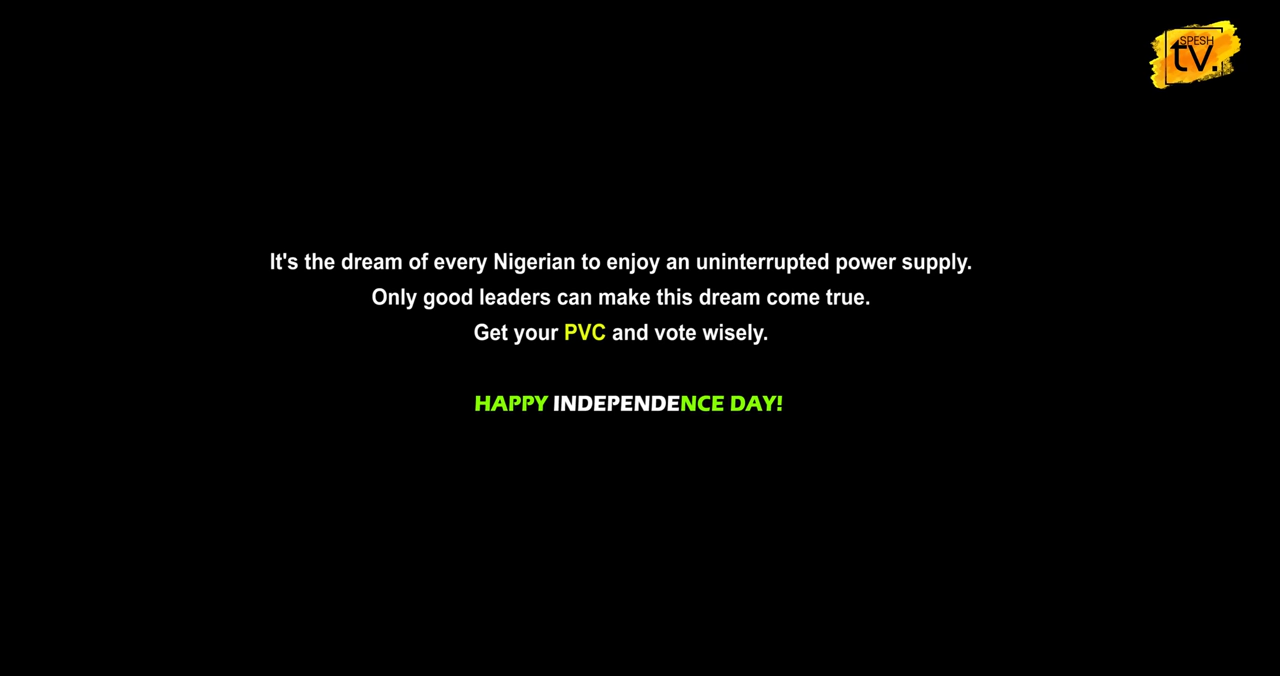 SPESH
tv.
It's the dream of every Nigerian to enjoy an uninterrupted power supply.
Only good leaders can make this dream come true.
Get your PVC and vote wisely.
HAPPY INDEPENDENCE DAY!